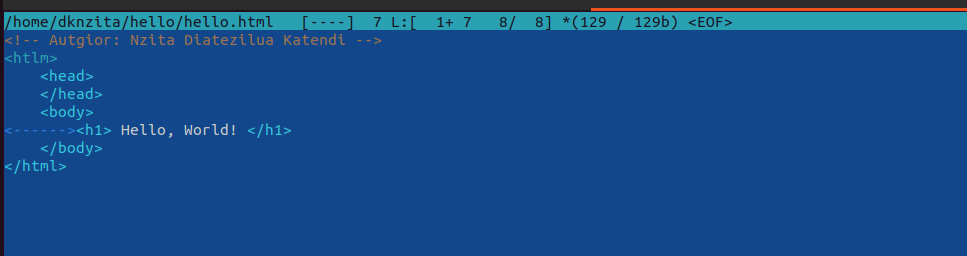 /home/dknzita/hello/hello.html   [----]  7 L:[  1+ 7   8/  8] *(129 / 129b) <EOF>
<!-- Autgior: Nzita Diatezilua Katendi -->
<htlm>
    <head>
    </head>
    <body>
<------><h1> Hello, World! </h1>
    </body>
</html>